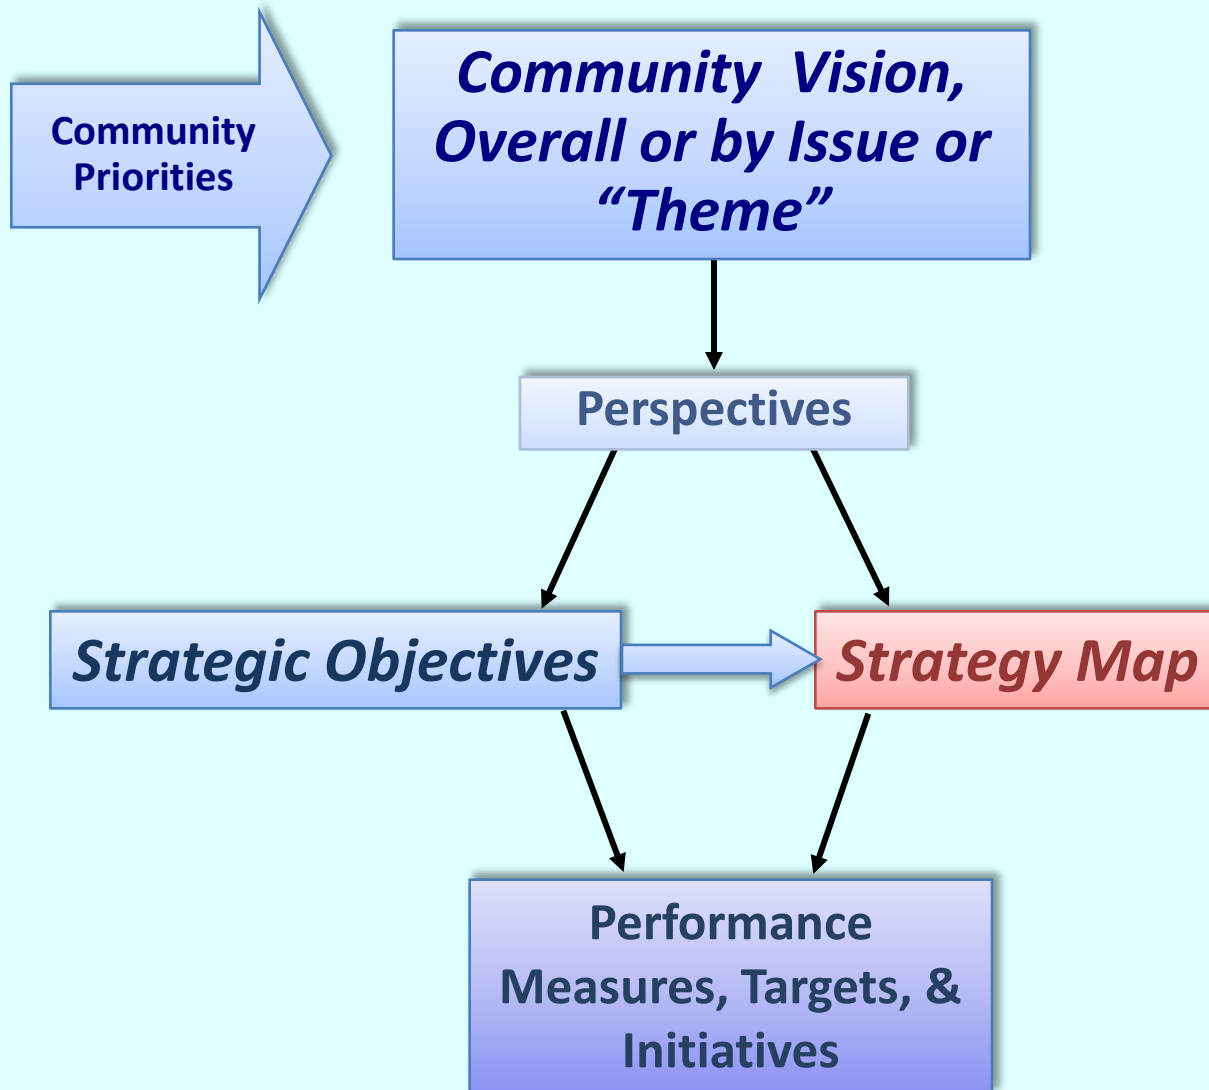 Community
Priorities
Community  Vision,
Overall or by Issue or
“Theme”
Perspectives
Strategic Objectives
Strategy Map
Performance
Measures, Targets, &
Initiatives